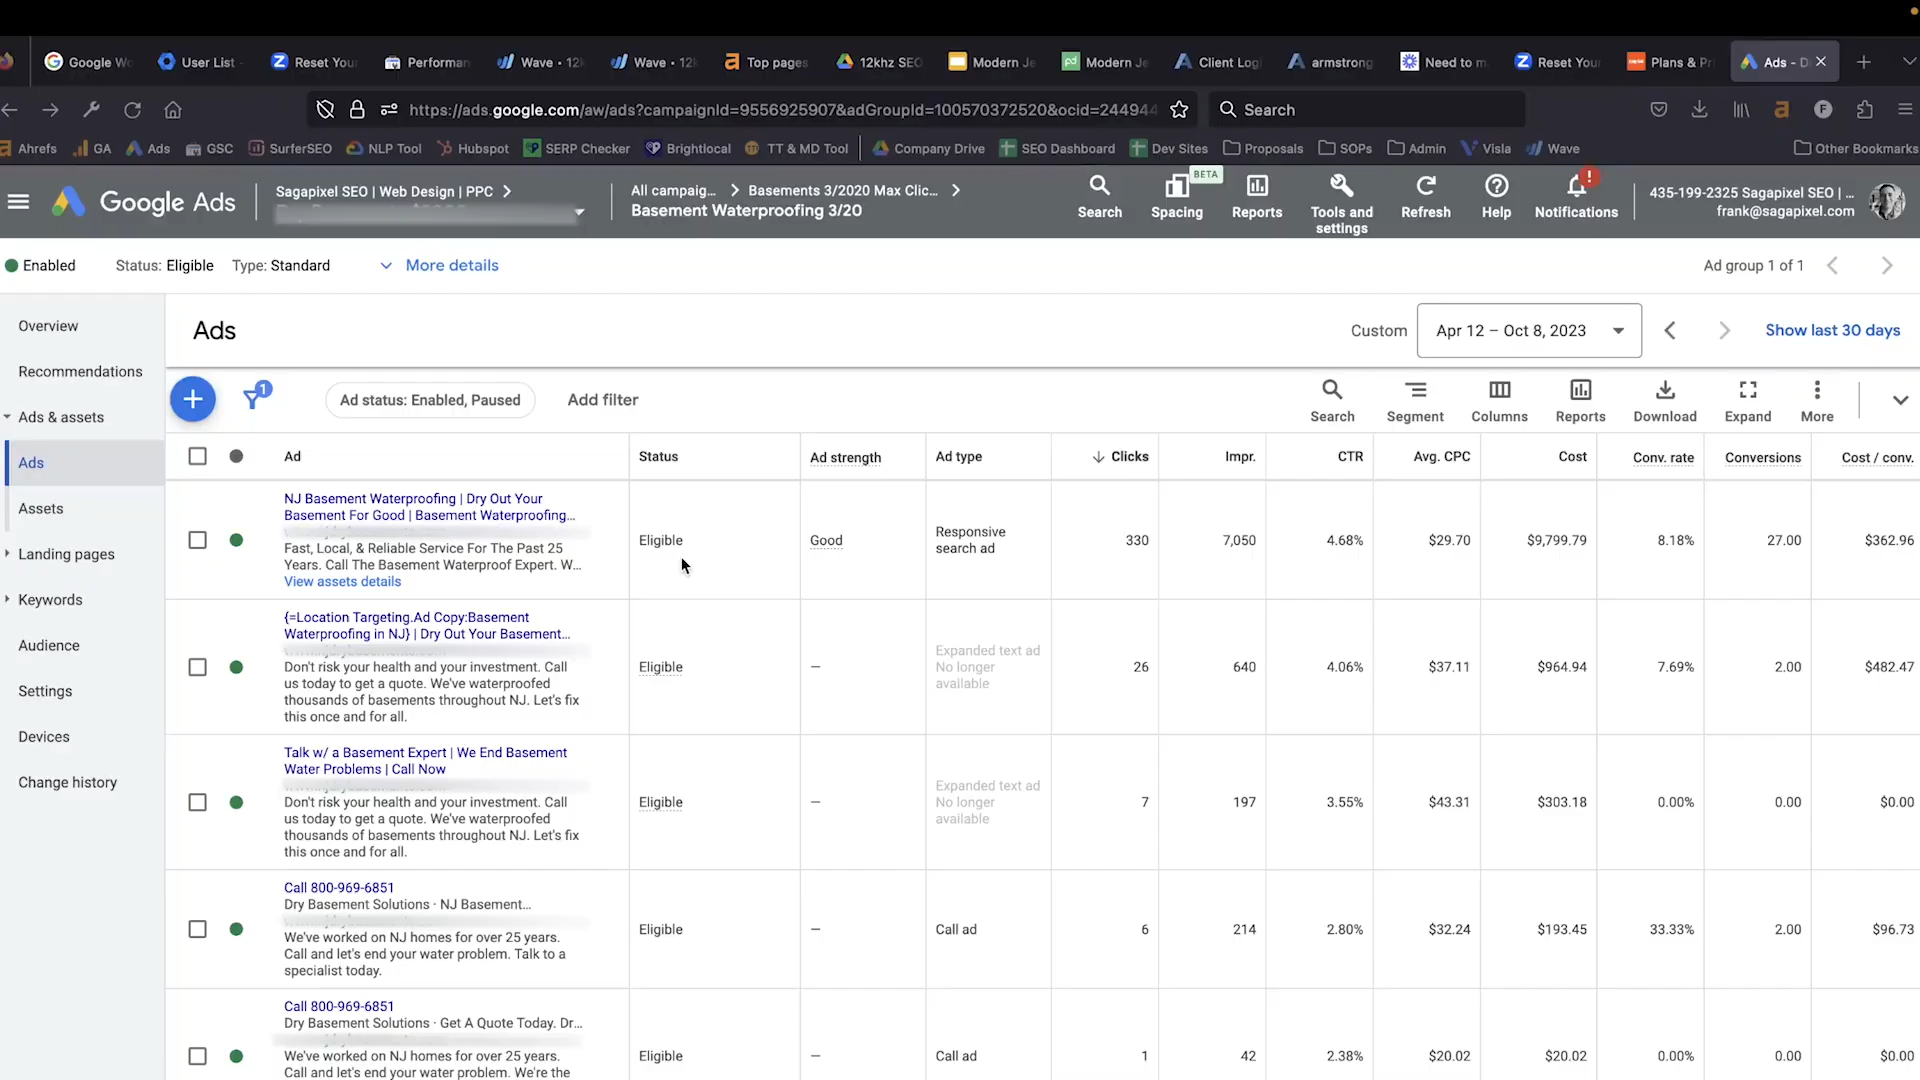 Google Wo
User List -
Reset Your
Performan
Wave • 12k
Wave • 12k
Top pages
12khz SEO
Modern Je
Modern Je
Client Logi
armstrong
Need to m
Reset Your
Plans & Pr
Ads - D
https://ads.google.com/aw/ads?campaignId=9556925907&adGroupId=100570372520&ocid=244944
Search
Ahrefs
GA
Ads
GSC
SurferSEO
NLP Tool
Hubspot
SERP Checker
Brightlocal
TT & MD Tool
Company Drive
SEO Dashboard
Dev Sites
Proposals
SOPs
Admin
Visla
Wave
Other Bookmarks
Google Ads
Sagapixel SEO | Web Design | PPC
All campaig...
Basements 3/2020 Max Clic...
Basement Waterproofing 3/20
Search
BETA
Spacing
Reports
Tools and
settings
Refresh
Help
!
Notifications
435-199-2325 Sagapixel SEO | ...
frank@sagapixel.com
Enabled
Status: Eligible
Type: Standard
More details
Ad group 1 of 1
Overview
Recommendations
Ads & assets
Ads
Assets
Landing pages
Keywords
Audience
Settings
Devices
Change history
Ads
Custom
Apr 12 – Oct 8, 2023
Show last 30 days
1
Ad status: Enabled, Paused
Add filter
Search
Segment
Columns
Reports
Download
Expand
More
Ad
Status
Ad strength
Ad type
Clicks
Impr.
CTR
Avg. CPC
Cost
Conv. rate
Conversions
Cost / conv.
NJ Basement Waterproofing | Dry Out Your
Basement For Good | Basement Waterproofing...
Fast, Local, & Reliable Service For The Past 25
Years. Call The Basement Waterproof Expert. W...
View assets details
Eligible
Good
Responsive
search ad
330
7,050
4.68%
$29.70
$9,799.79
8.18%
27.00
$362.96
{=Location Targeting.Ad Copy:Basement
Waterproofing in NJ} | Dry Out Your Basement...
Don't risk your health and your investment. Call
us today to get a quote. We've waterproofed
thousands of basements throughout NJ. Let's fix
this once and for all.
Eligible
–
Expanded text ad
No longer
available
26
640
4.06%
$37.11
$964.94
7.69%
2.00
$482.47
Talk w/ a Basement Expert | We End Basement
Water Problems | Call Now
Don't risk your health and your investment. Call
us today to get a quote. We've waterproofed
thousands of basements throughout NJ. Let's fix
this once and for all.
Eligible
–
Expanded text ad
No longer
available
7
197
3.55%
$43.31
$303.18
0.00%
0.00
$0.00
Call 800-969-6851
Dry Basement Solutions · NJ Basement...
We've worked on NJ homes for over 25 years.
Call and let's end your water problem. Talk to a
specialist today.
Eligible
–
Call ad
6
214
2.80%
$32.24
$193.45
33.33%
2.00
$96.73
Call 800-969-6851
Dry Basement Solutions · Get A Quote Today. Dr...
We've worked on NJ homes for over 25 years.
Call and let's end your water problem. We're the
Eligible
–
Call ad
1
42
2.38%
$20.02
$20.02
0.00%
0.00
$0.00